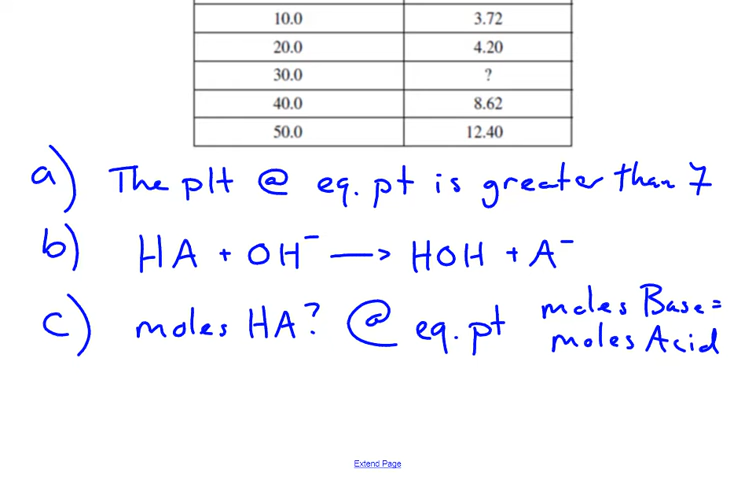 10.0 3.72
20.0 4.20
30.0 ?
40.0 8.62
50.0 12.40
a) The pH @ eq. pt is greater than 7
b) HA + OH⁻ → HOH + A⁻
c) moles HA? @ eq. pt moles Base =
moles Acid
Extend Page